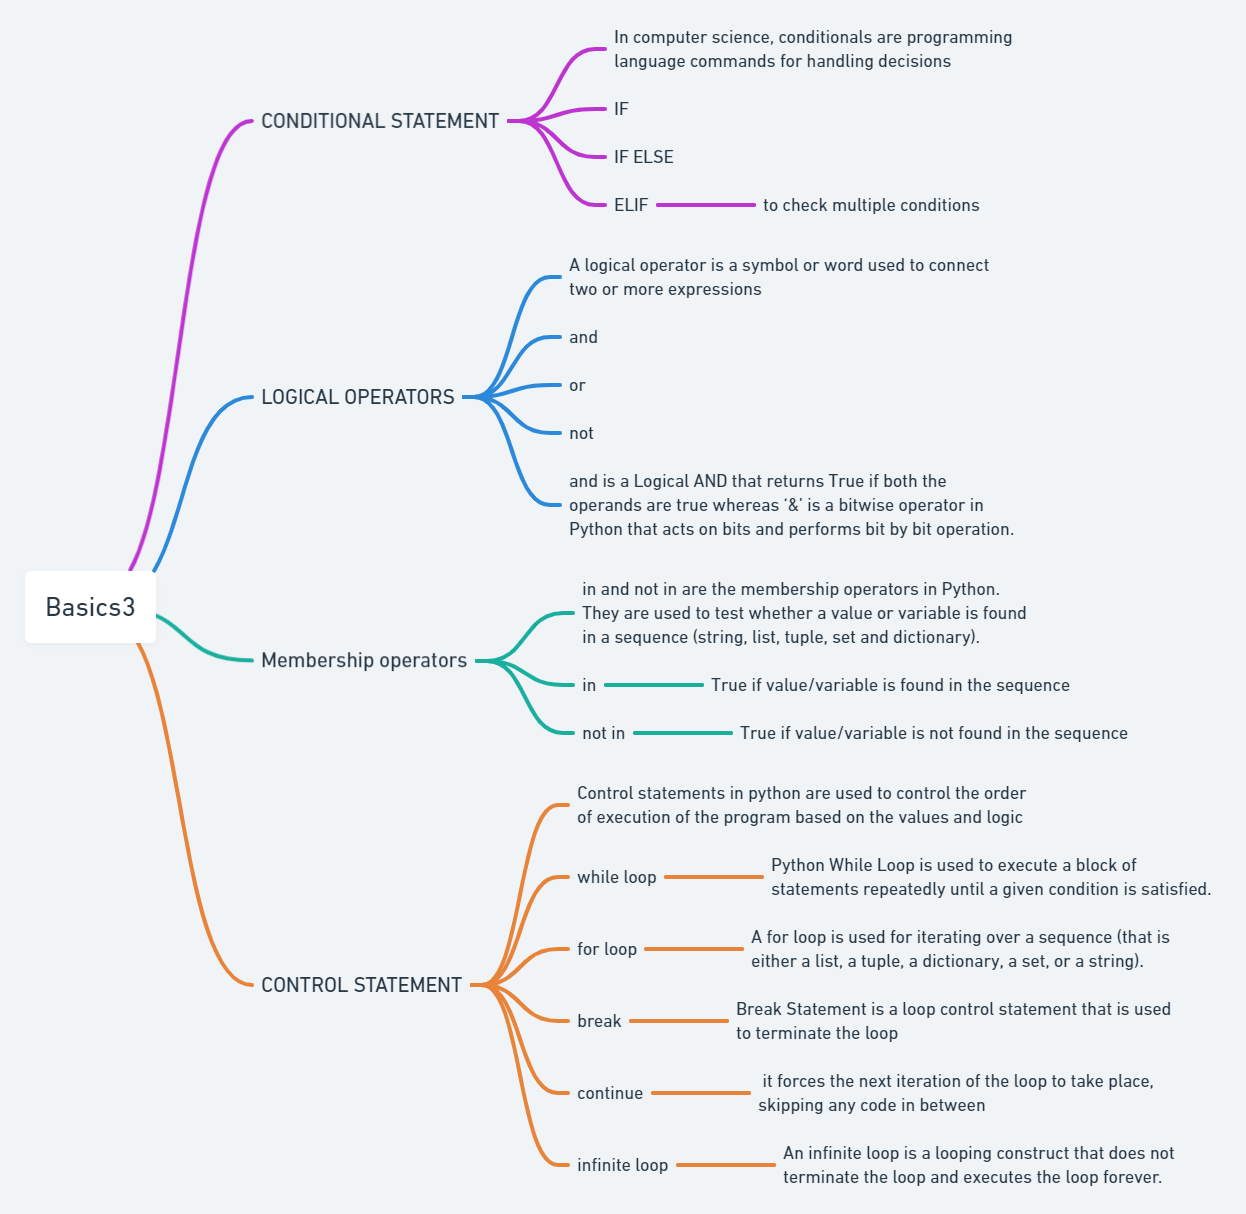 In computer science, conditionals are programming
language commands for handling decisions
CONDITIONAL STATEMENT
IF
IF ELSE
ELIF
to check multiple conditions
A logical operator is a symbol or word used to connect
two or more expressions
and
or
LOGICAL OPERATORS
not
and is a Logical AND that returns True if both the
operands are true whereas ‘&’ is a bitwise operator in
Python that acts on bits and performs bit by bit operation.
Basics3
in and not in are the membership operators in Python.
They are used to test whether a value or variable is found
in a sequence (string, list, tuple, set and dictionary).
Membership operators
in
True if value/variable is found in the sequence
not in
True if value/variable is not found in the sequence
Control statements in python are used to control the order
of execution of the program based on the values and logic
while loop
Python While Loop is used to execute a block of
statements repeatedly until a given condition is satisfied.
for loop
A for loop is used for iterating over a sequence (that is
either a list, a tuple, a dictionary, a set, or a string).
CONTROL STATEMENT
break
Break Statement is a loop control statement that is used
to terminate the loop
continue
it forces the next iteration of the loop to take place,
skipping any code in between
infinite loop
An infinite loop is a looping construct that does not
terminate the loop and executes the loop forever.